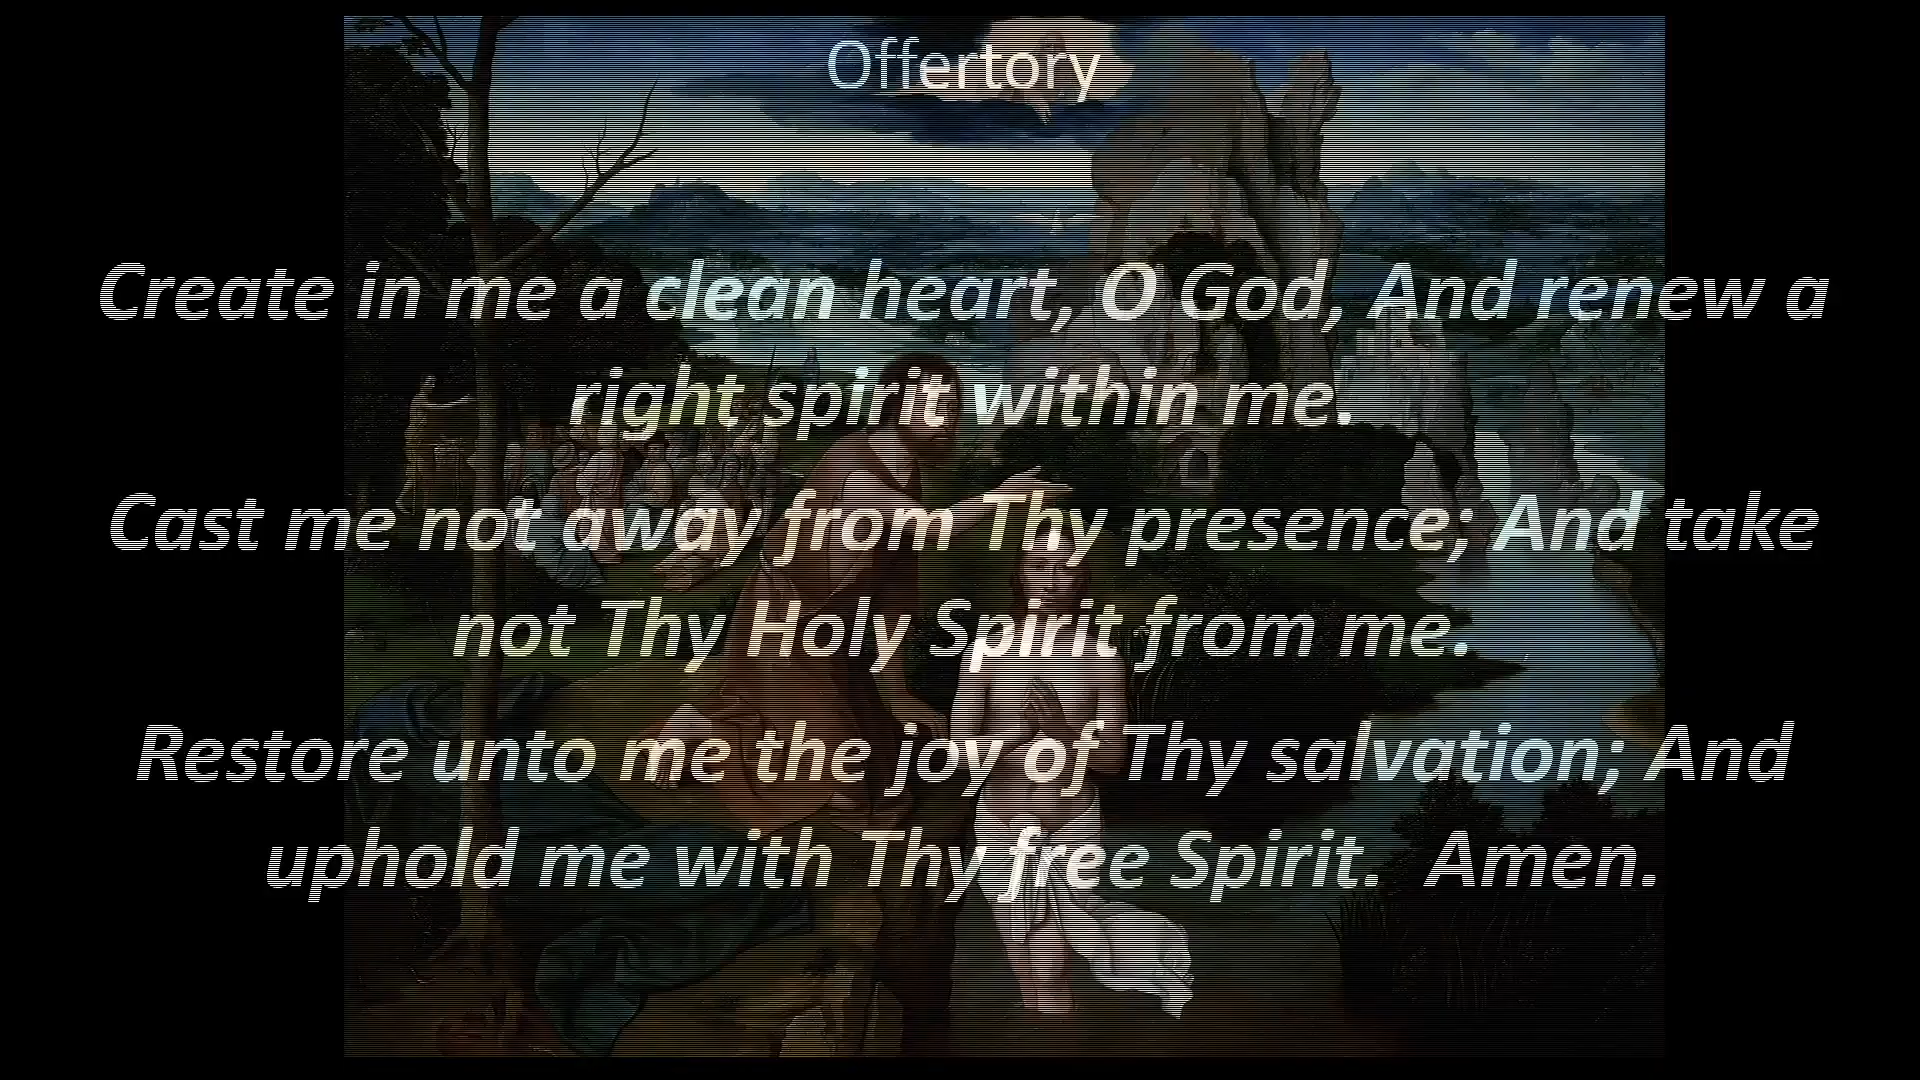 Offertory
Create in me a clean heart, O God, And renew a
right spirit within me.
Cast me not away from Thy presence; And take
not Thy Holy Spirit from me.
Restore unto me the joy of Thy salvation; And
uphold me with Thy free Spirit.  Amen.